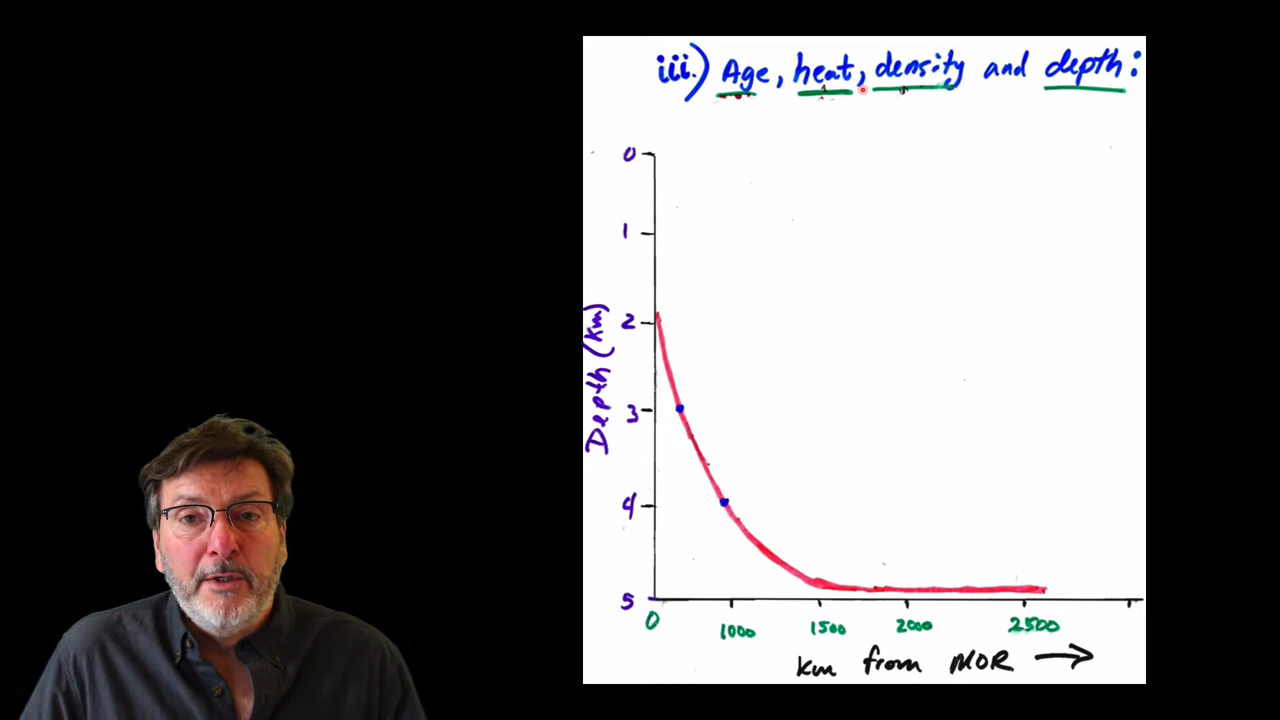 iii.) Age, heat, density and depth:
0
1
2
3
4
5
Depth (km)
0 1000 1500 2000 2500
km from MOR